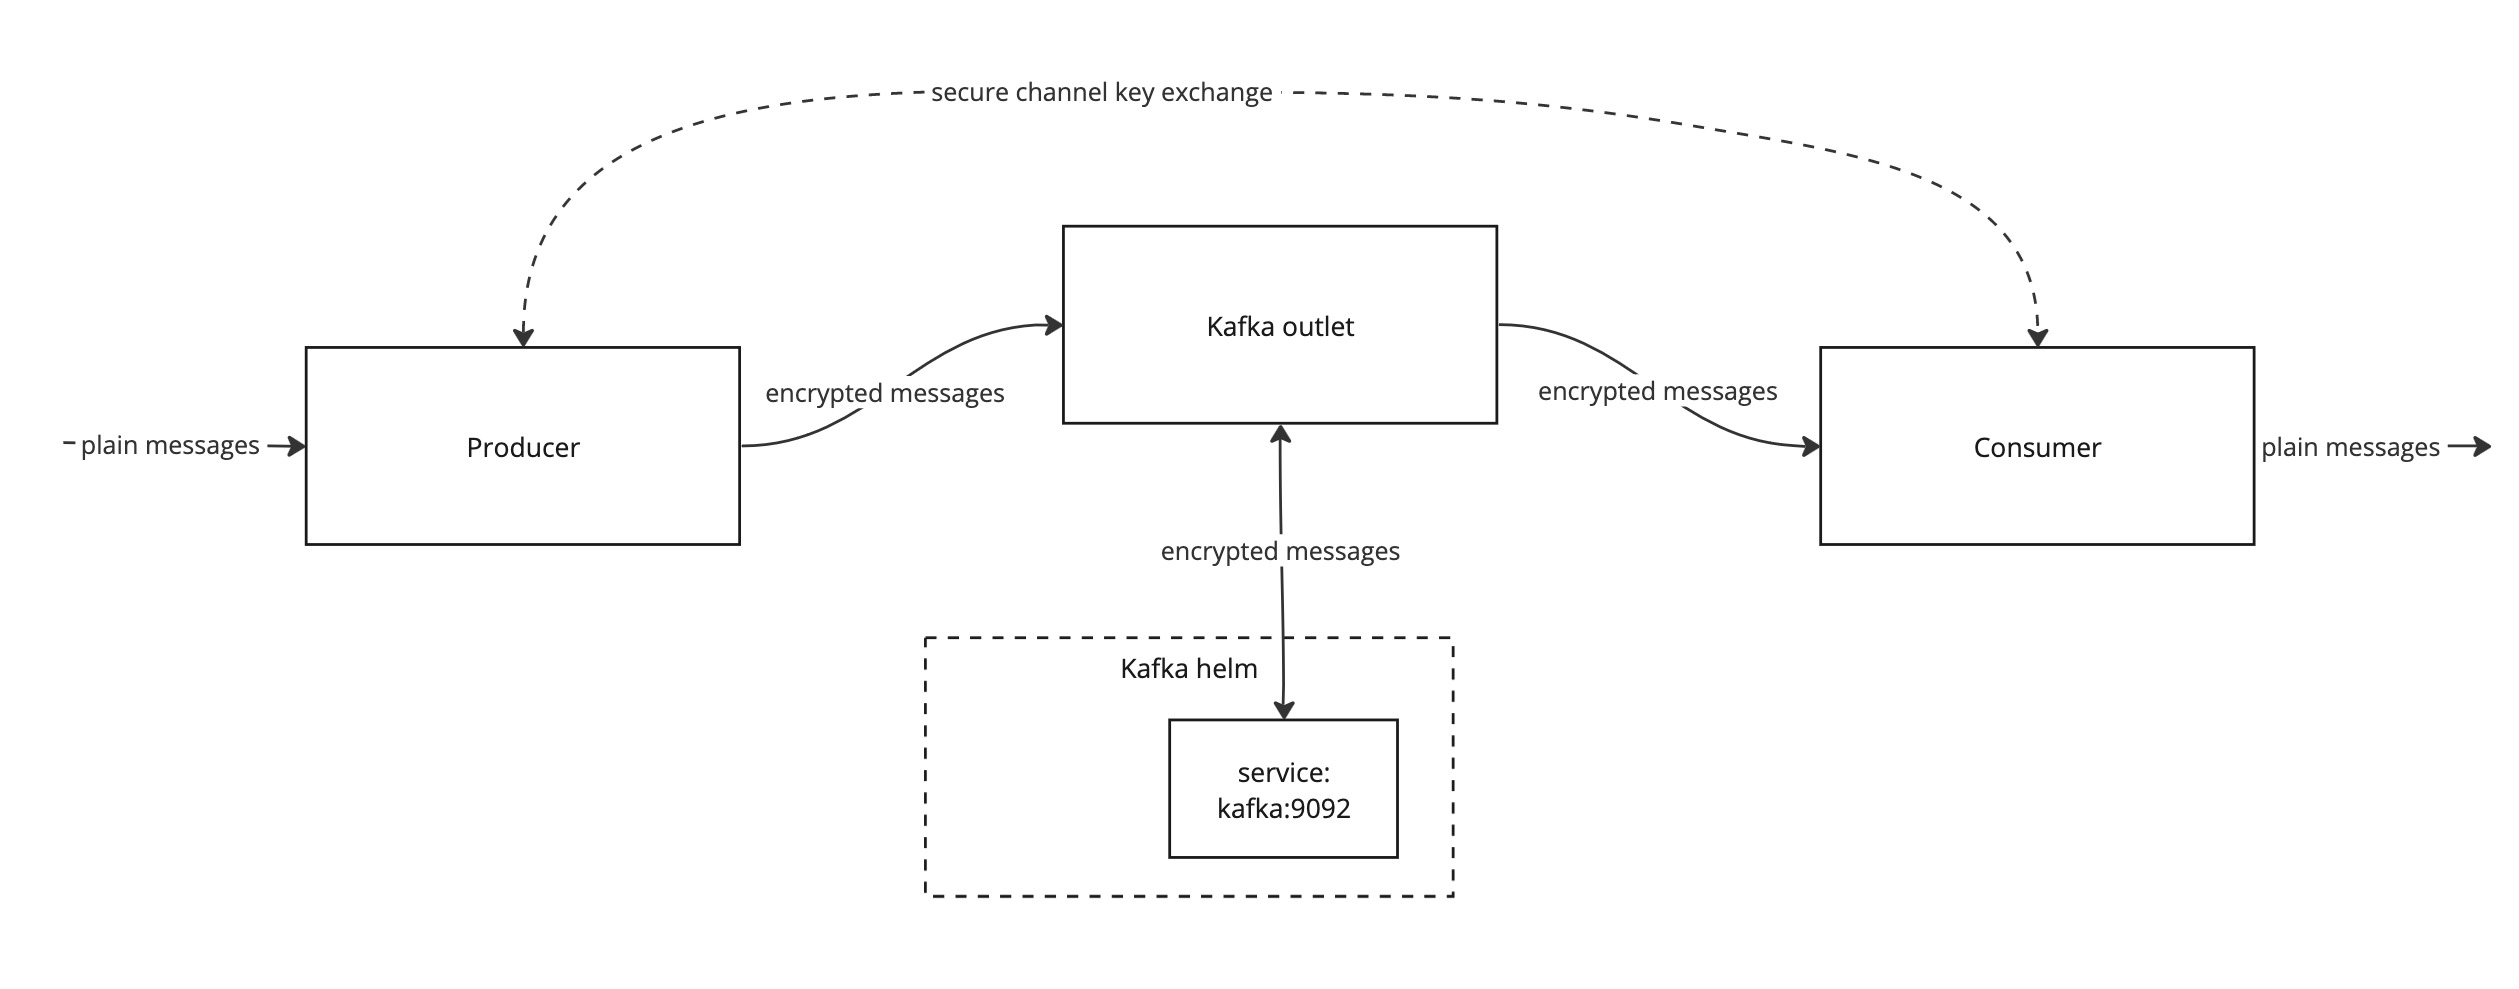 secure channel key exchange
Kafka outlet
encrypted messages
encrypted messages
plain messages
Producer
Consumer
plain messages
encrypted messages
Kafka helm
service:
kafka:9092